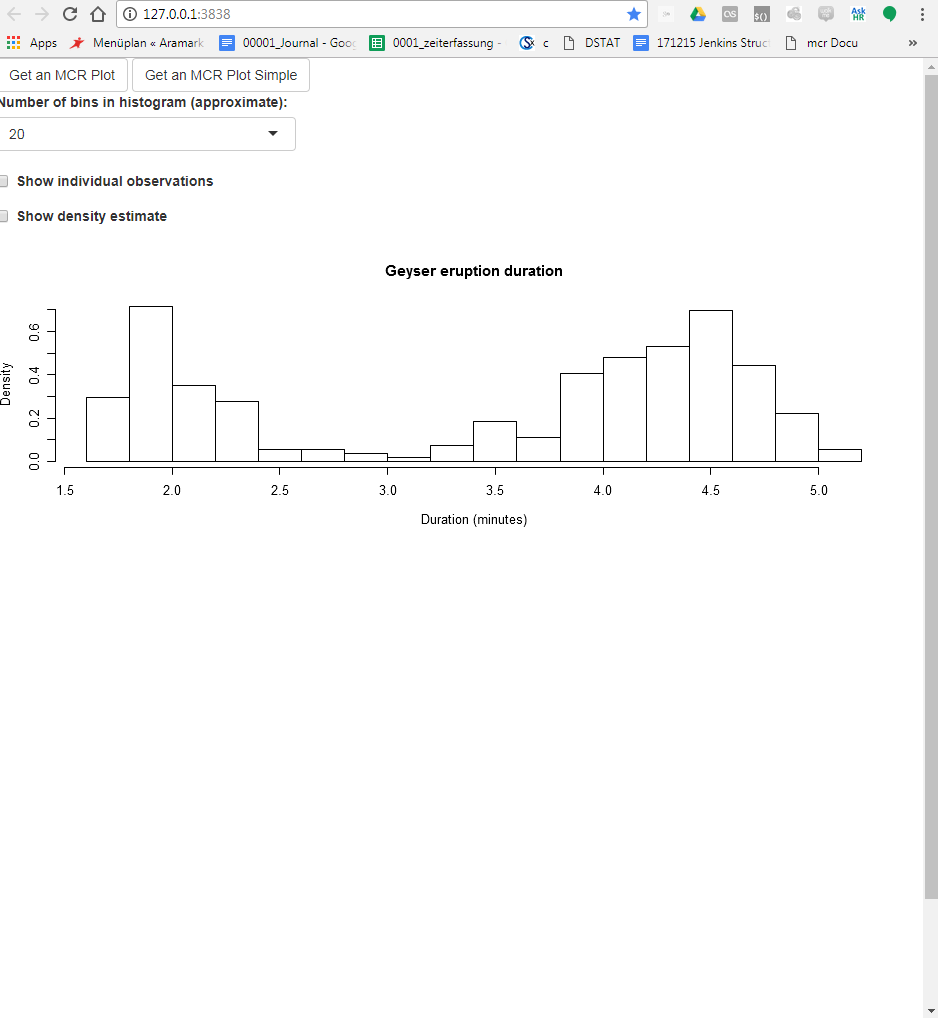 127.0.0.1:3838
Apps Menüplan « Aramark 00001_Journal - Goog 0001_zeiterfassung - c DSTAT 171215 Jenkins Struct mcr Docu »
Get an MCR Plot Get an MCR Plot Simple
Number of bins in histogram (approximate):
20
Show individual observations
Show density estimate
Geyser eruption duration
Density
0.6
0.4
0.2
0.0
1.5 2.0 2.5 3.0 3.5 4.0 4.5 5.0
Duration (minutes)